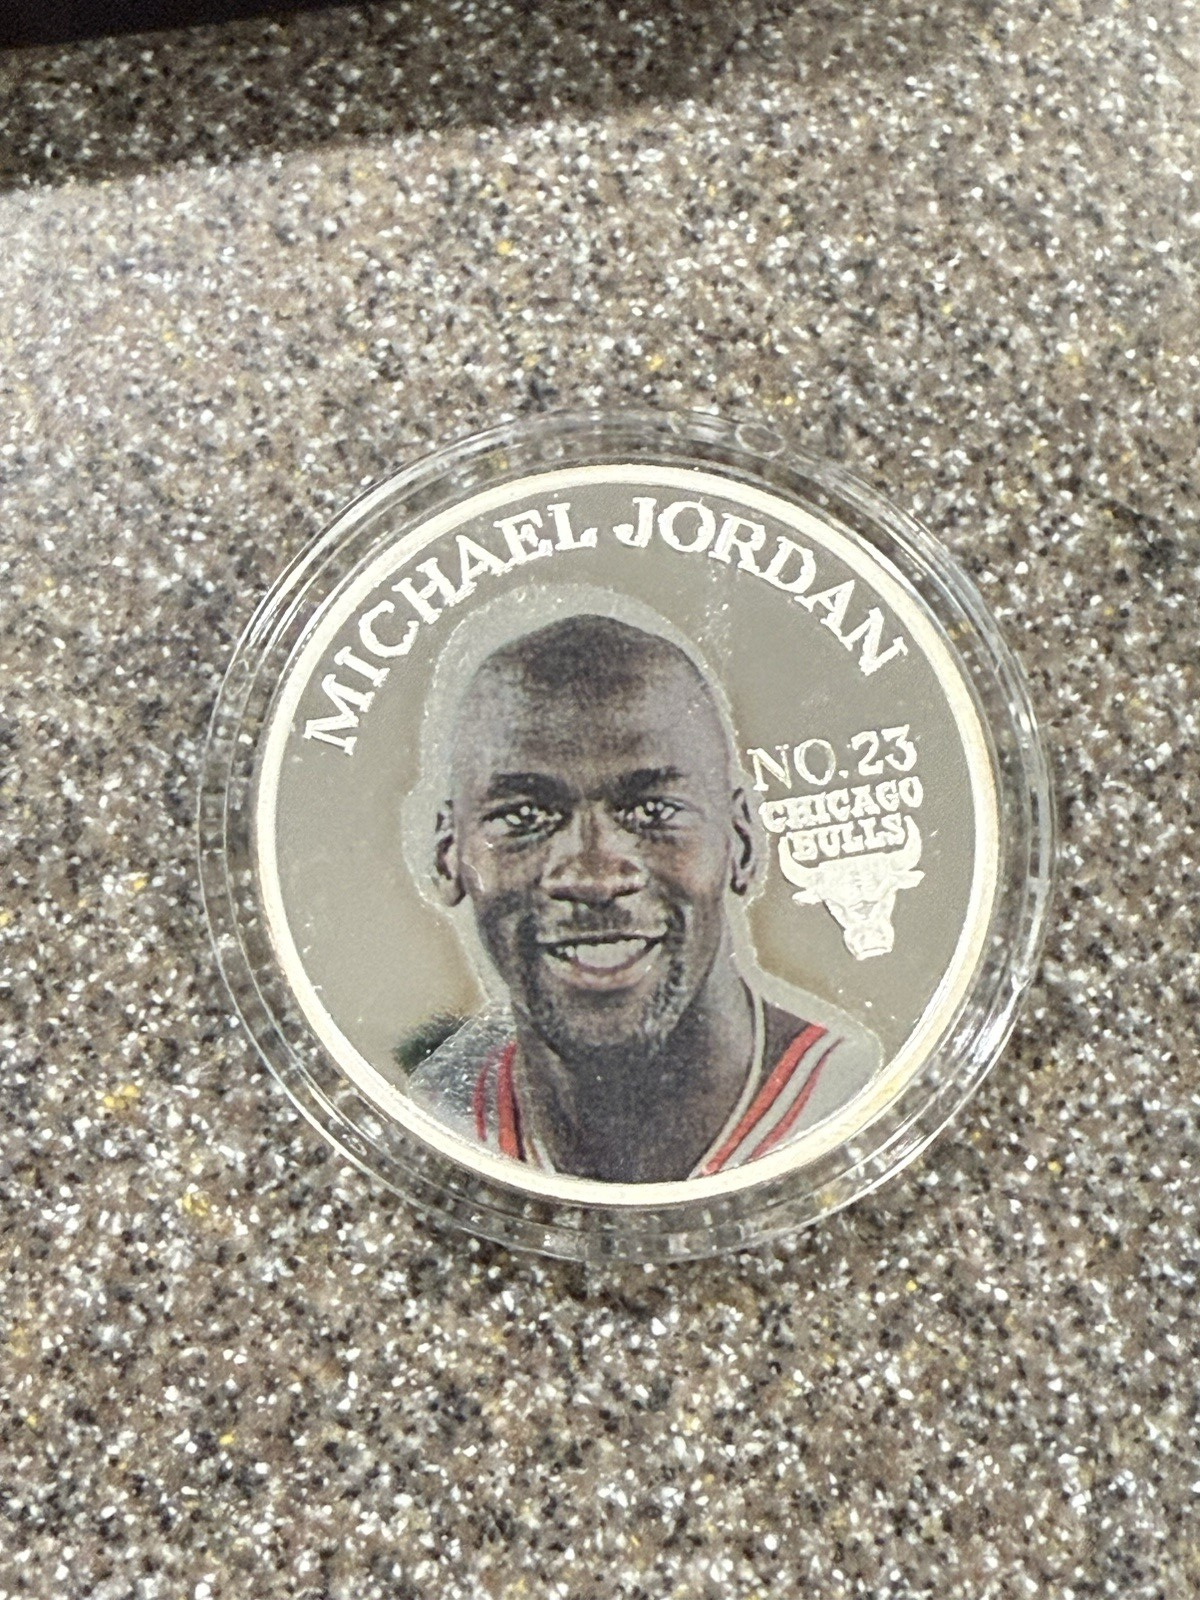 MICHAEL JORDAN
NO.23
CHICAGO
BULLS